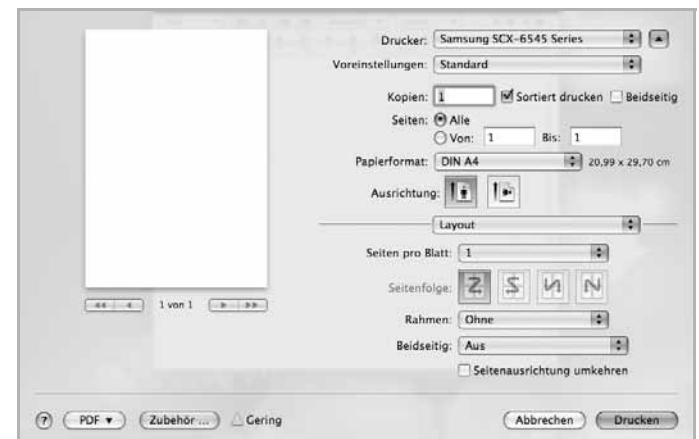 Drucker: Samsung SCX-6545 Series
Voreinstellungen: Standard
Kopien: 1 Sortiert drucken Beidseitig
Seiten: Alle
Von: 1 Bis: 1
Papierformat: DIN A4 20,99 x 29,70 cm
Ausrichtung:
Layout
Seiten pro Blatt: 1
Seitenfolge:
Rahmen: Ohne
Beidseitig: Aus
Seitenausrichtung umkehren
1 von 1
? PDF Zubehör ... Gering Abbrechen Drucken